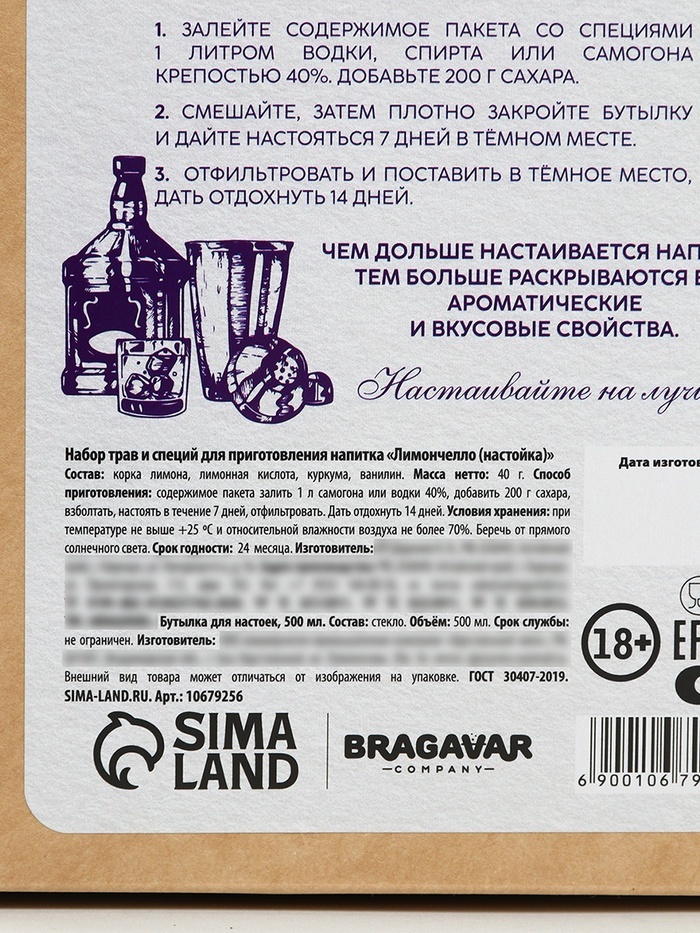 1. ЗАЛЕЙТЕ СОДЕРЖИМОЕ ПАКЕТА СО СПЕЦИЯМИ
1 ЛИТРОМ ВОДКИ, СПИРТА ИЛИ САМОГОНА
КРЕПОСТЬЮ 40%. ДОБАВЬТЕ 200 Г САХАРА.
2. СМЕШАЙТЕ, ЗАТЕМ ПЛОТНО ЗАКРОЙТЕ БУТЫЛКУ
И ДАЙТЕ НАСТОЯТЬСЯ 7 ДНЕЙ В ТЁМНОМ МЕСТЕ.
3. ОТФИЛЬТРОВАТЬ И ПОСТАВИТЬ В ТЁМНОЕ МЕСТО,
ДАТЬ ОТДОХНУТЬ 14 ДНЕЙ.
ЧЕМ ДОЛЬШЕ НАСТАИВАЕТСЯ НАП
ТЕМ БОЛЬШЕ РАСКРЫВАЮТСЯ Е
АРОМАТИЧЕСКИЕ
И ВКУСОВЫЕ СВОЙСТВА.
Настаивайте на лучш
Набор трав и специй для приготовления напитка «Лимончелло (настойка)»
Состав: корка лимона, лимонная кислота, куркума, ванилин. Масса нетто: 40 г. Способ
приготовления: содержимое пакета залить 1 л самогона или водки 40%, добавить 200 г сахара,
взболтать, настоять в течение 7 дней, отфильтровать. Дать отдохнуть 14 дней. Условия хранения: при
температуре не выше +25 ºС и относительной влажности воздуха не более 70%. Беречь от прямого
солнечного света. Срок годности: 24 месяца. Изготовитель:
Бутылка для настоек, 500 мл. Состав: стекло. Объём: 500 мл. Срок службы:
не ограничен. Изготовитель:
Внешний вид товара может отличаться от изображения на упаковке. ГОСТ 30407-2019.
SIMA-LAND.RU. Арт.: 10679256
Дата изготов
18+
EAC
SIMA
LAND
BRAGAVAR
COMPANY
6 900106 79